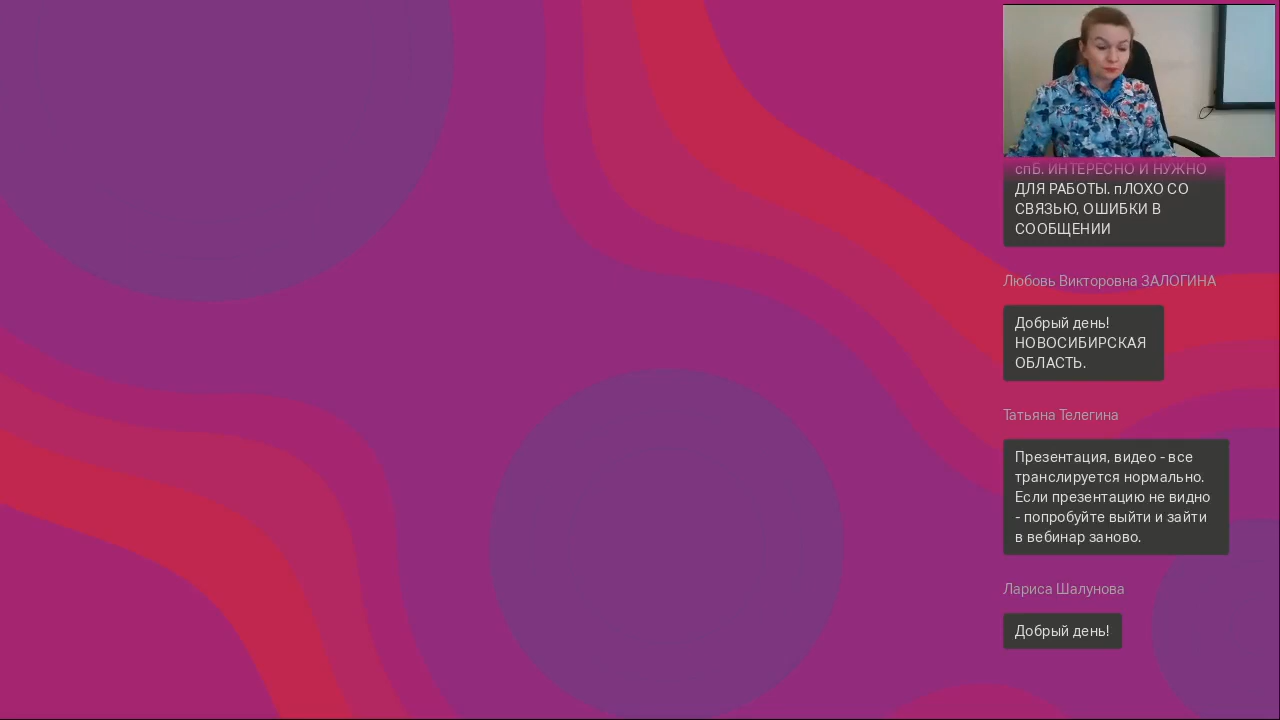 спБ. ИНТЕРЕСНО И НУЖНО
ДЛЯ РАБОТЫ. пЛОХО СО
СВЯЗЬЮ, ОШИБКИ В
СООБЩЕНИИ
Любовь Викторовна ЗАЛОГИНА
Добрый день!
НОВОСИБИРСКАЯ
ОБЛАСТЬ.
Татьяна Телегина
Презентация, видео - все
транслируется нормально.
Если презентацию не видно
- попробуйте выйти и зайти
в вебинар заново.
Лариса Шалунова
Добрый день!